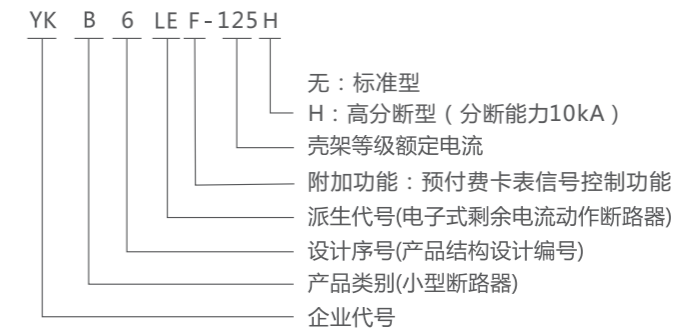 YK B 6 LE F-125 H
无：标准型
H：高分断型（分断能力10kA）
壳架等级额定电流
附加功能：预付费卡表信号控制功能
派生代号(电子式剩余电流动作断路器)
设计序号(产品结构设计编号)
产品类别(小型断路器)
企业代号